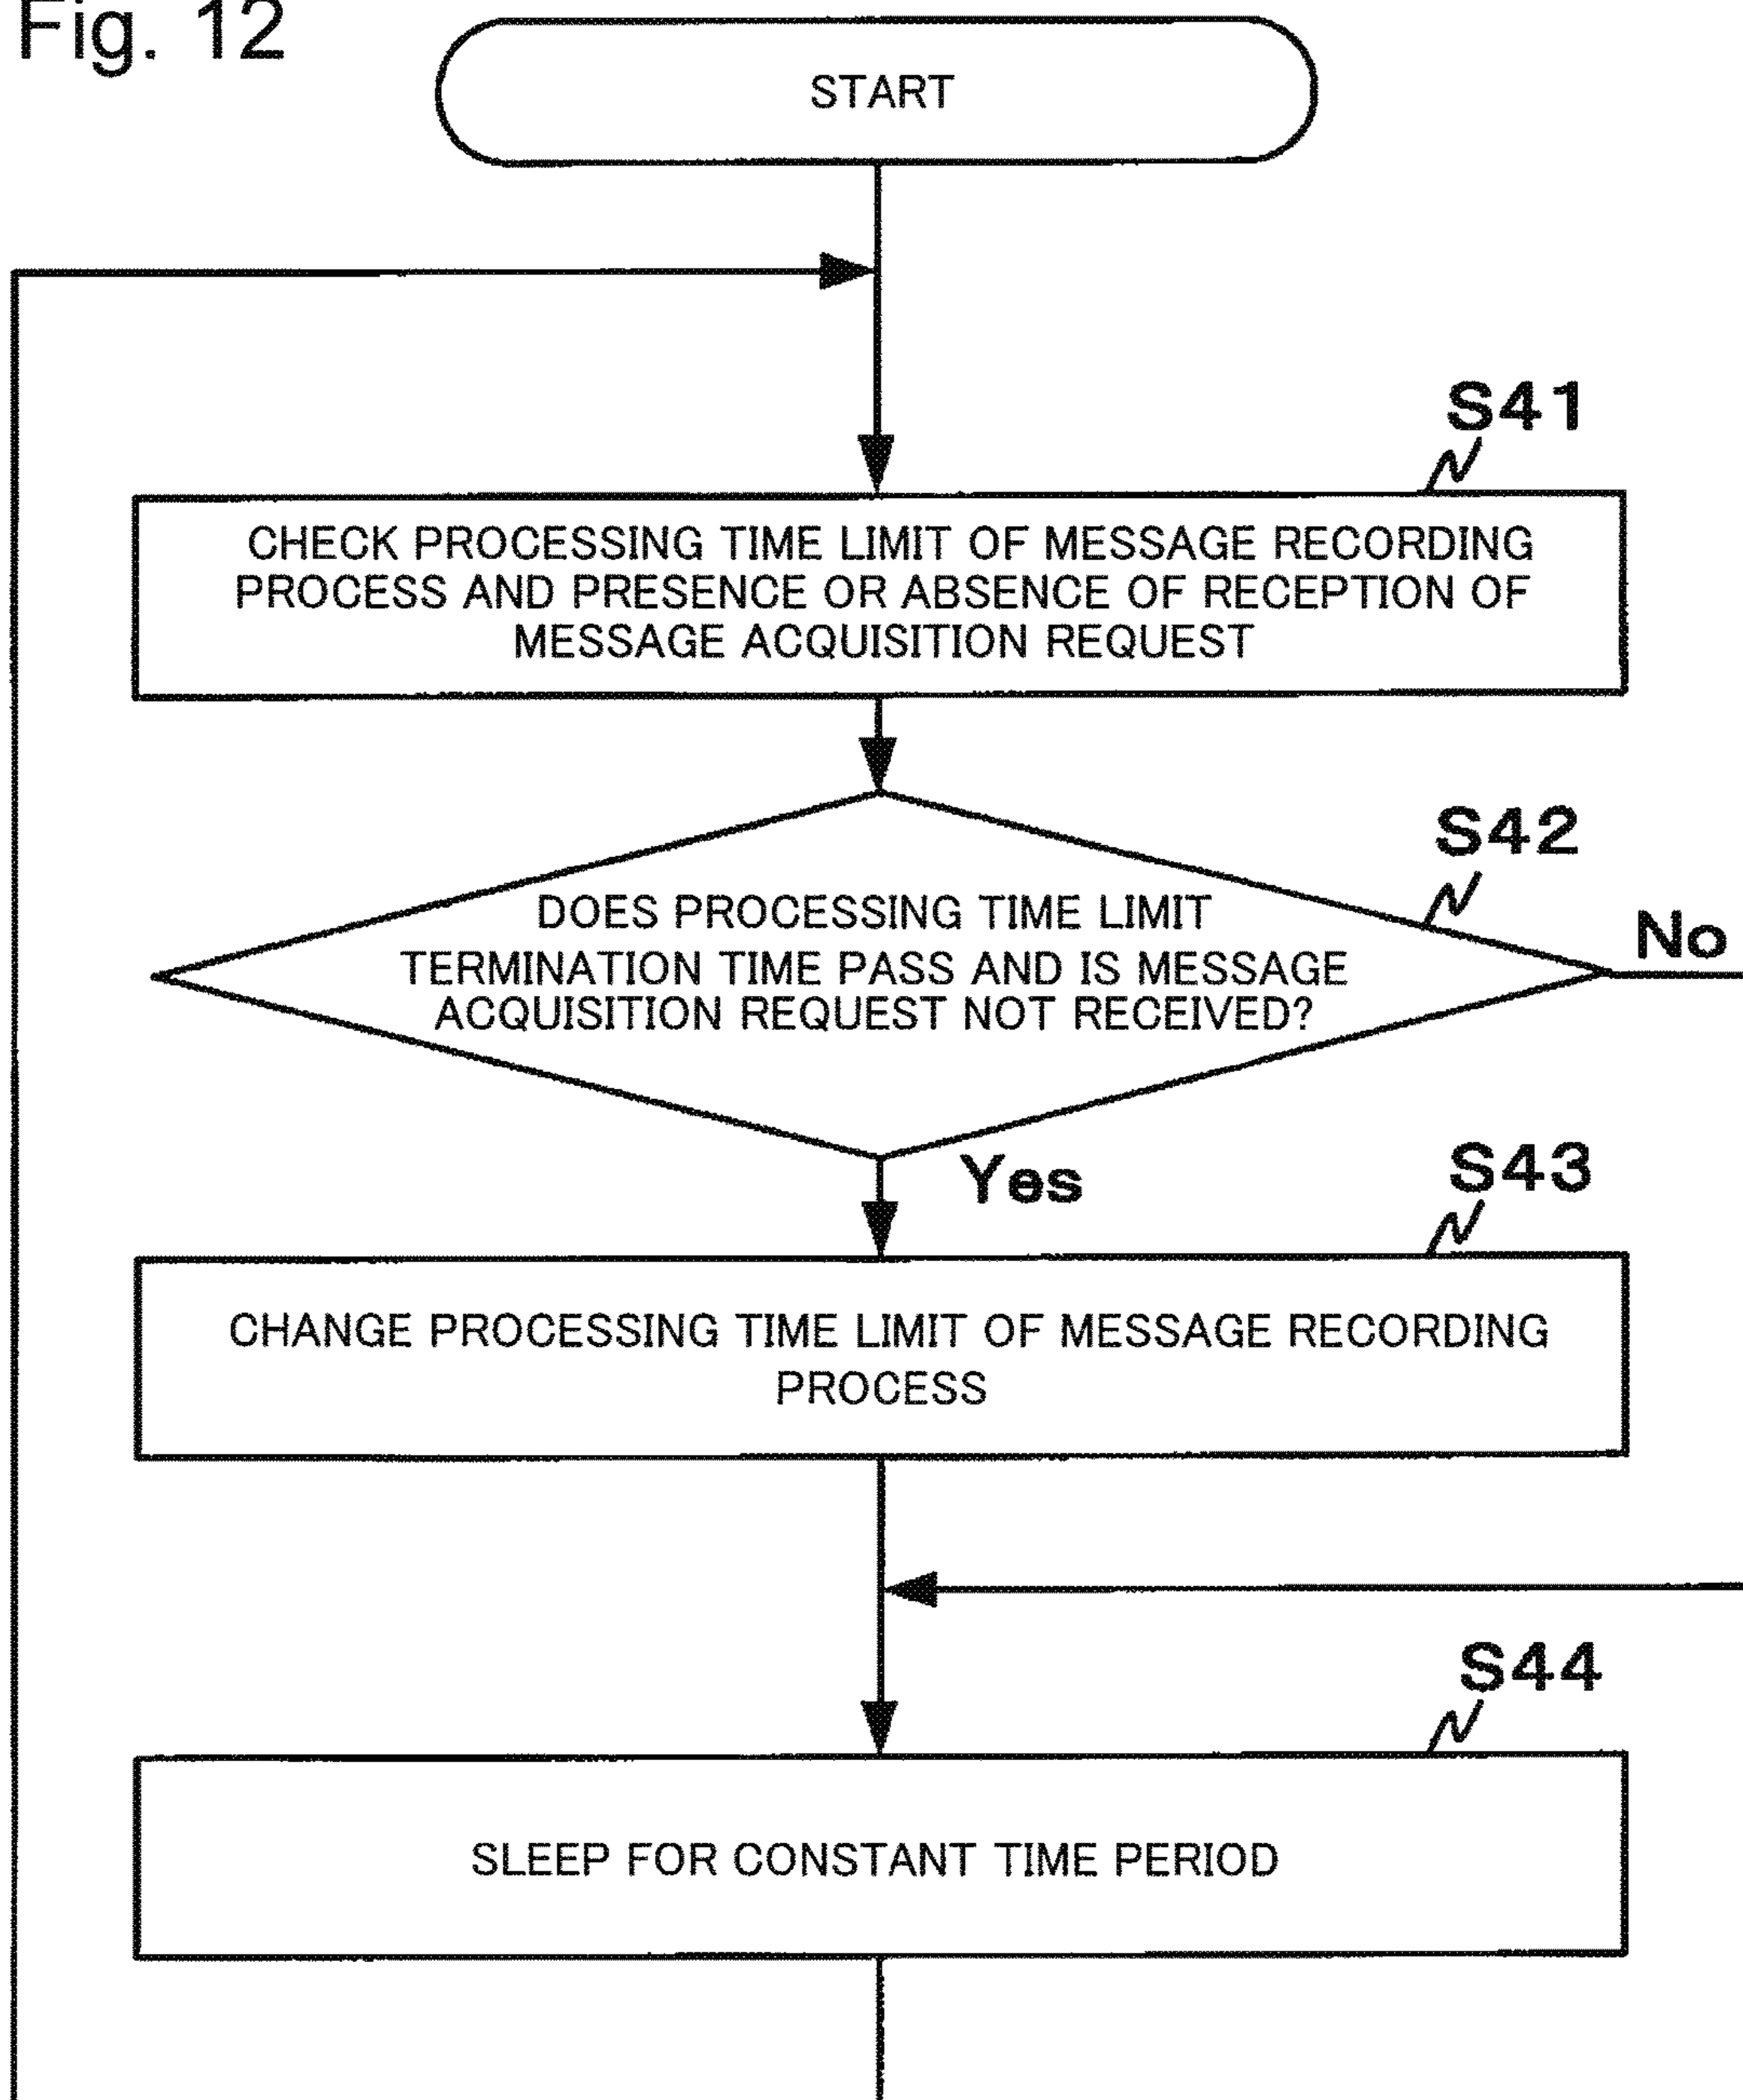 Fig. 12
START
S41
CHECK PROCESSING TIME LIMIT OF MESSAGE RECORDING
PROCESS AND PRESENCE OR ABSENCE OF RECEPTION OF
MESSAGE ACQUISITION REQUEST
S42
DOES PROCESSING TIME LIMIT
TERMINATION TIME PASS AND IS MESSAGE
ACQUISITION REQUEST NOT RECEIVED?
No
Yes
S43
CHANGE PROCESSING TIME LIMIT OF MESSAGE RECORDING
PROCESS
S44
SLEEP FOR CONSTANT TIME PERIOD